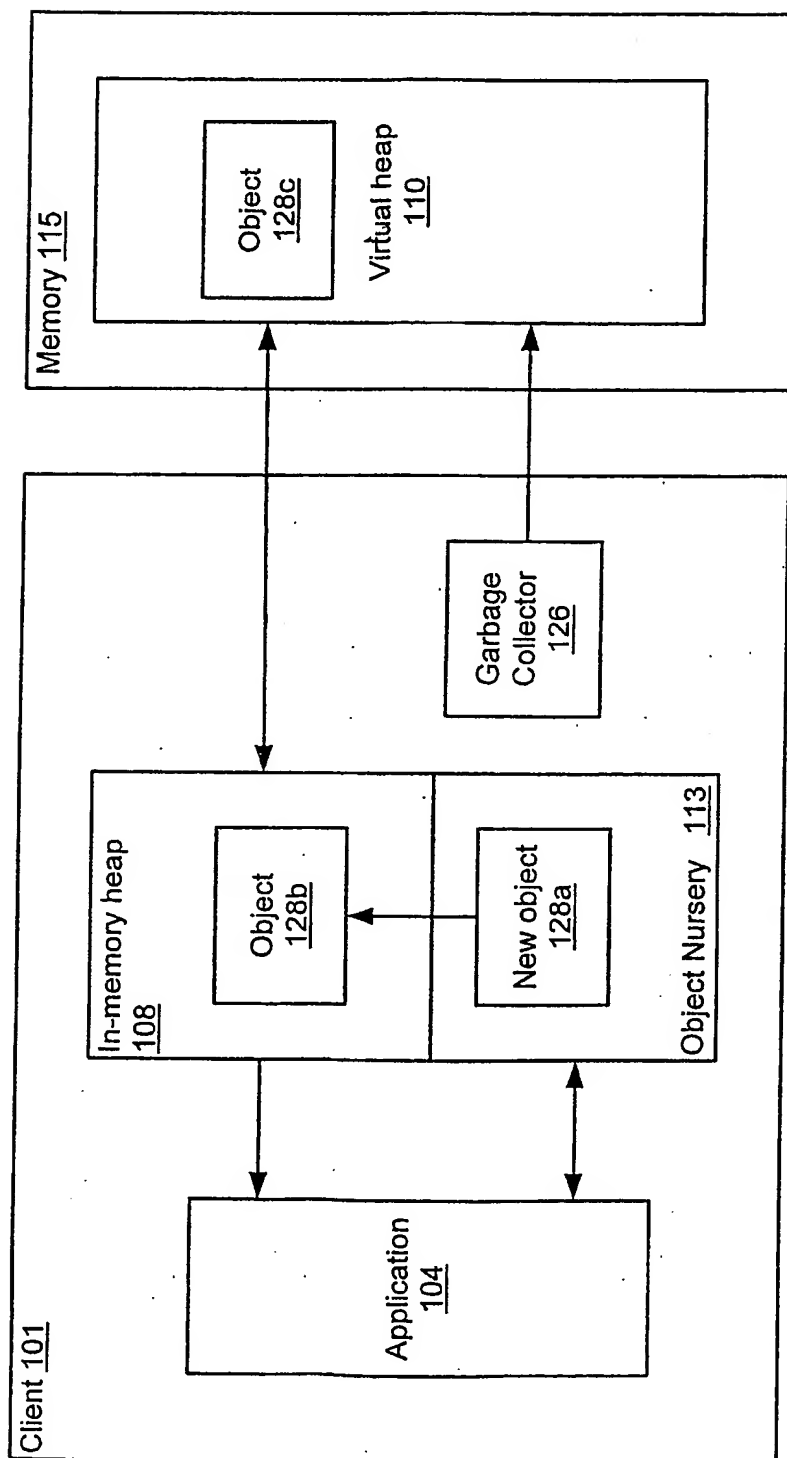 Client 101
Application
104
In-memory heap
108
Object
128b
New object
128a
Object Nursery 113
Garbage
Collector
126
Memory 115
Object
128c
Virtual heap
110